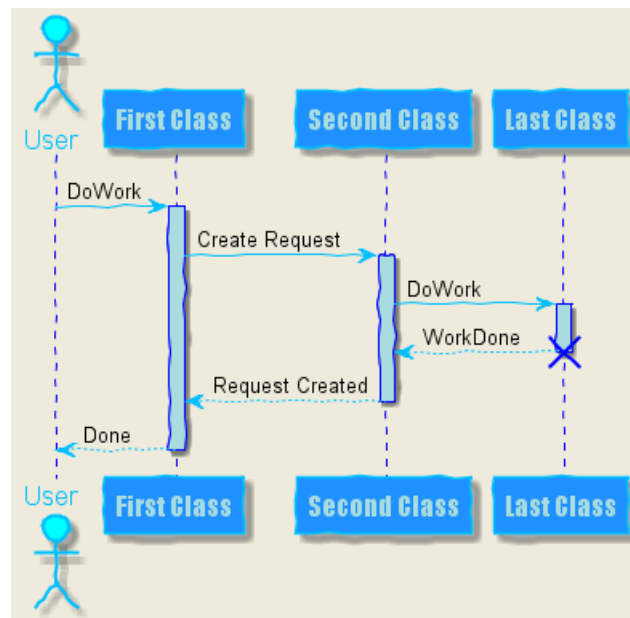 User
First Class
Second Class
Last Class
DoWork
Create Request
DoWork
WorkDone
Request Created
Done
User
First Class
Second Class
Last Class